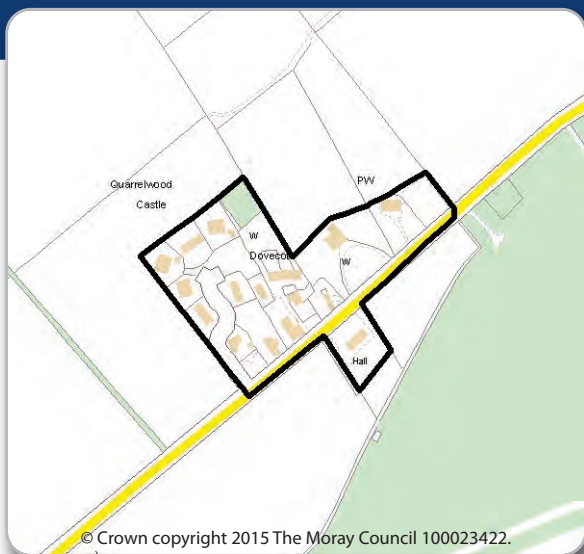 Quarrelwood
Castle
PW
W
Dovecot
W
Hall
© Crown copyright 2015 The Moray Council 100023422.